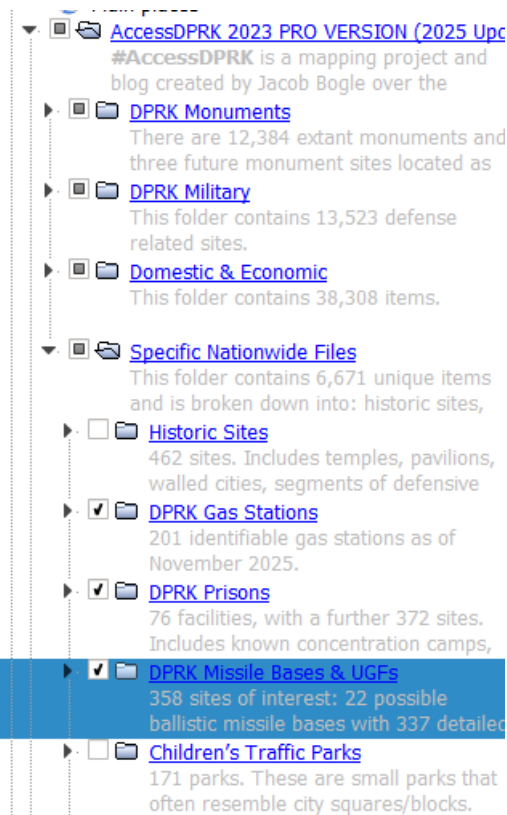 Main places
AccessDPRK 2023 PRO VERSION (2025 Upd
#AccessDPRK is a mapping project and
blog created by Jacob Bogle over the
DPRK Monuments
There are 12,384 extant monuments and
three future monument sites located as
DPRK Military
This folder contains 13,523 defense
related sites.
Domestic & Economic
This folder contains 38,308 items.
Specific Nationwide Files
This folder contains 6,671 unique items
and is broken down into: historic sites,
Historic Sites
462 sites. Includes temples, pavilions,
walled cities, segments of defensive
DPRK Gas Stations
201 identifiable gas stations as of
November 2025.
DPRK Prisons
76 facilities, with a further 372 sites.
Includes known concentration camps,
DPRK Missile Bases & UGFs
358 sites of interest: 22 possible
ballistic missile bases with 337 detailed
Children's Traffic Parks
171 parks. These are small parks that
often resemble city squares/blocks.